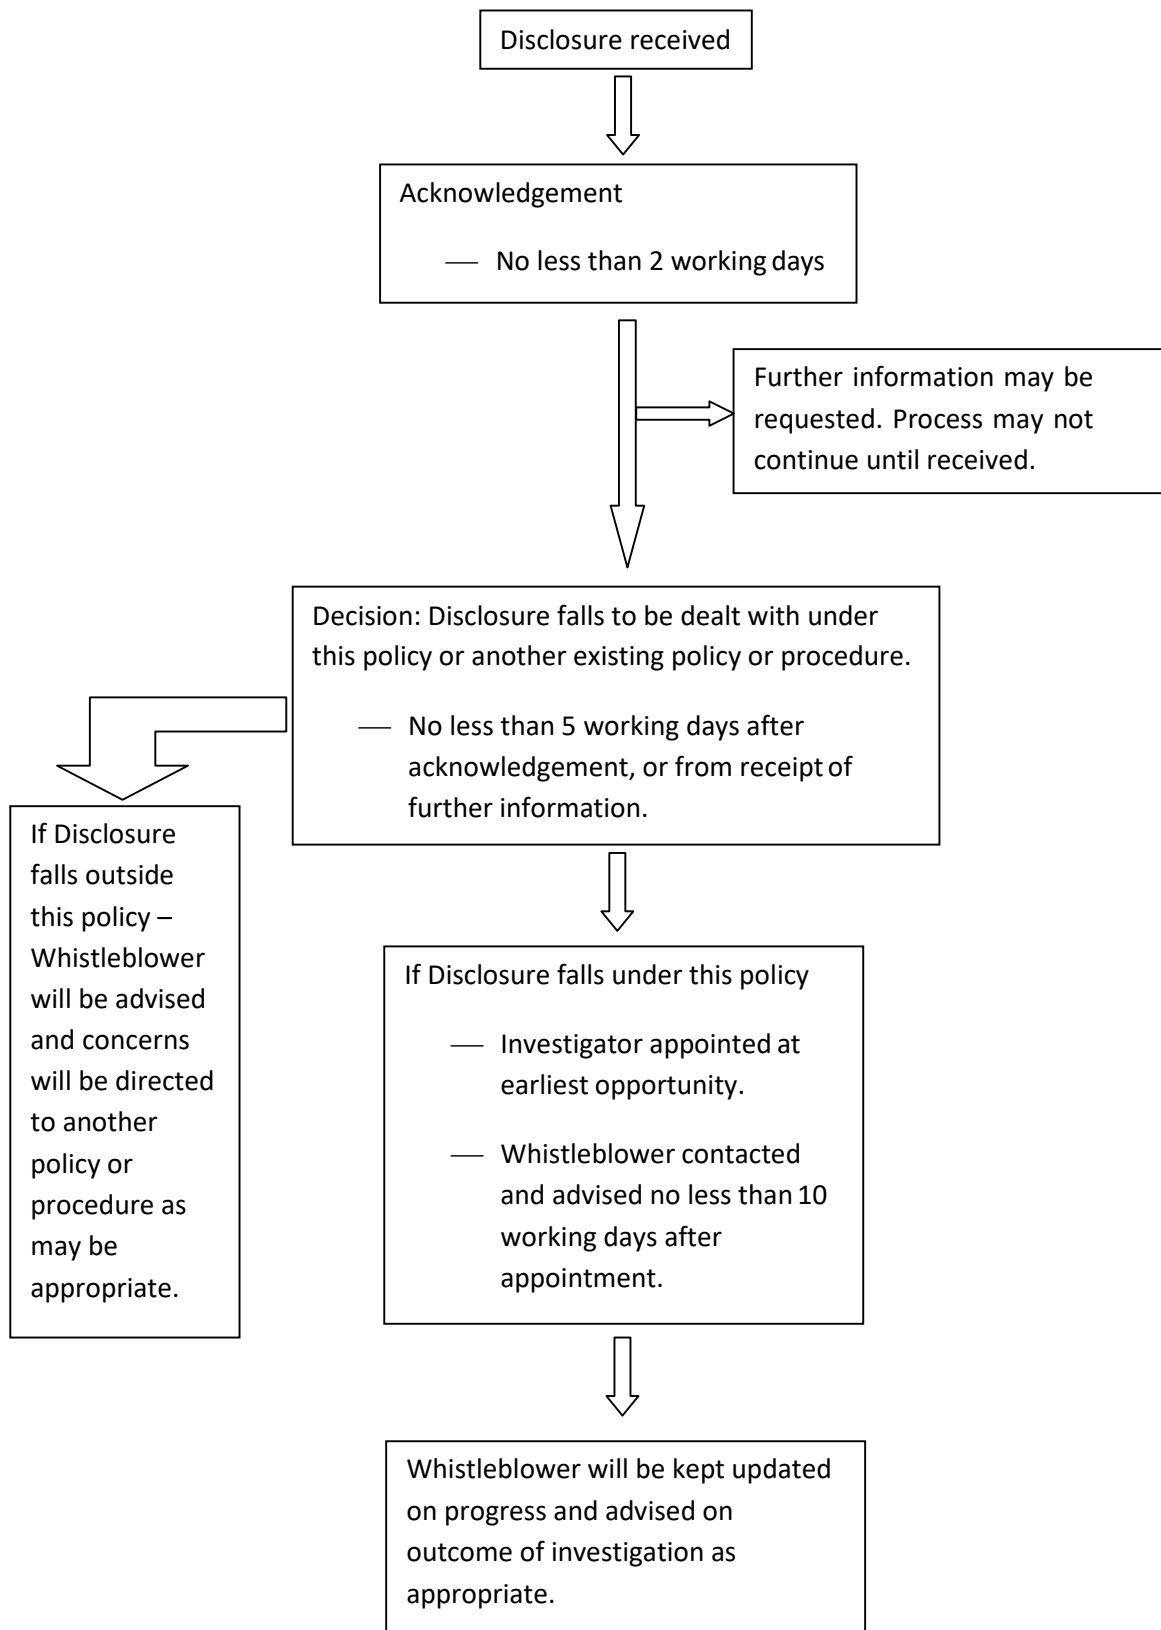 Disclosure received
Acknowledgement
— No less than 2 working days
Further information may be
requested. Process may not
continue until received.
Decision: Disclosure falls to be dealt with under
this policy or another existing policy or procedure.
— No less than 5 working days after
acknowledgement, or from receipt of
further information.
If Disclosure
falls outside
this policy –
Whistleblower
will be advised
and concerns
will be directed
to another
policy or
procedure as
may be
appropriate.
If Disclosure falls under this policy
— Investigator appointed at
earliest opportunity.
— Whistleblower contacted
and advised no less than 10
working days after
appointment.
Whistleblower will be kept updated
on progress and advised on
outcome of investigation as
appropriate.